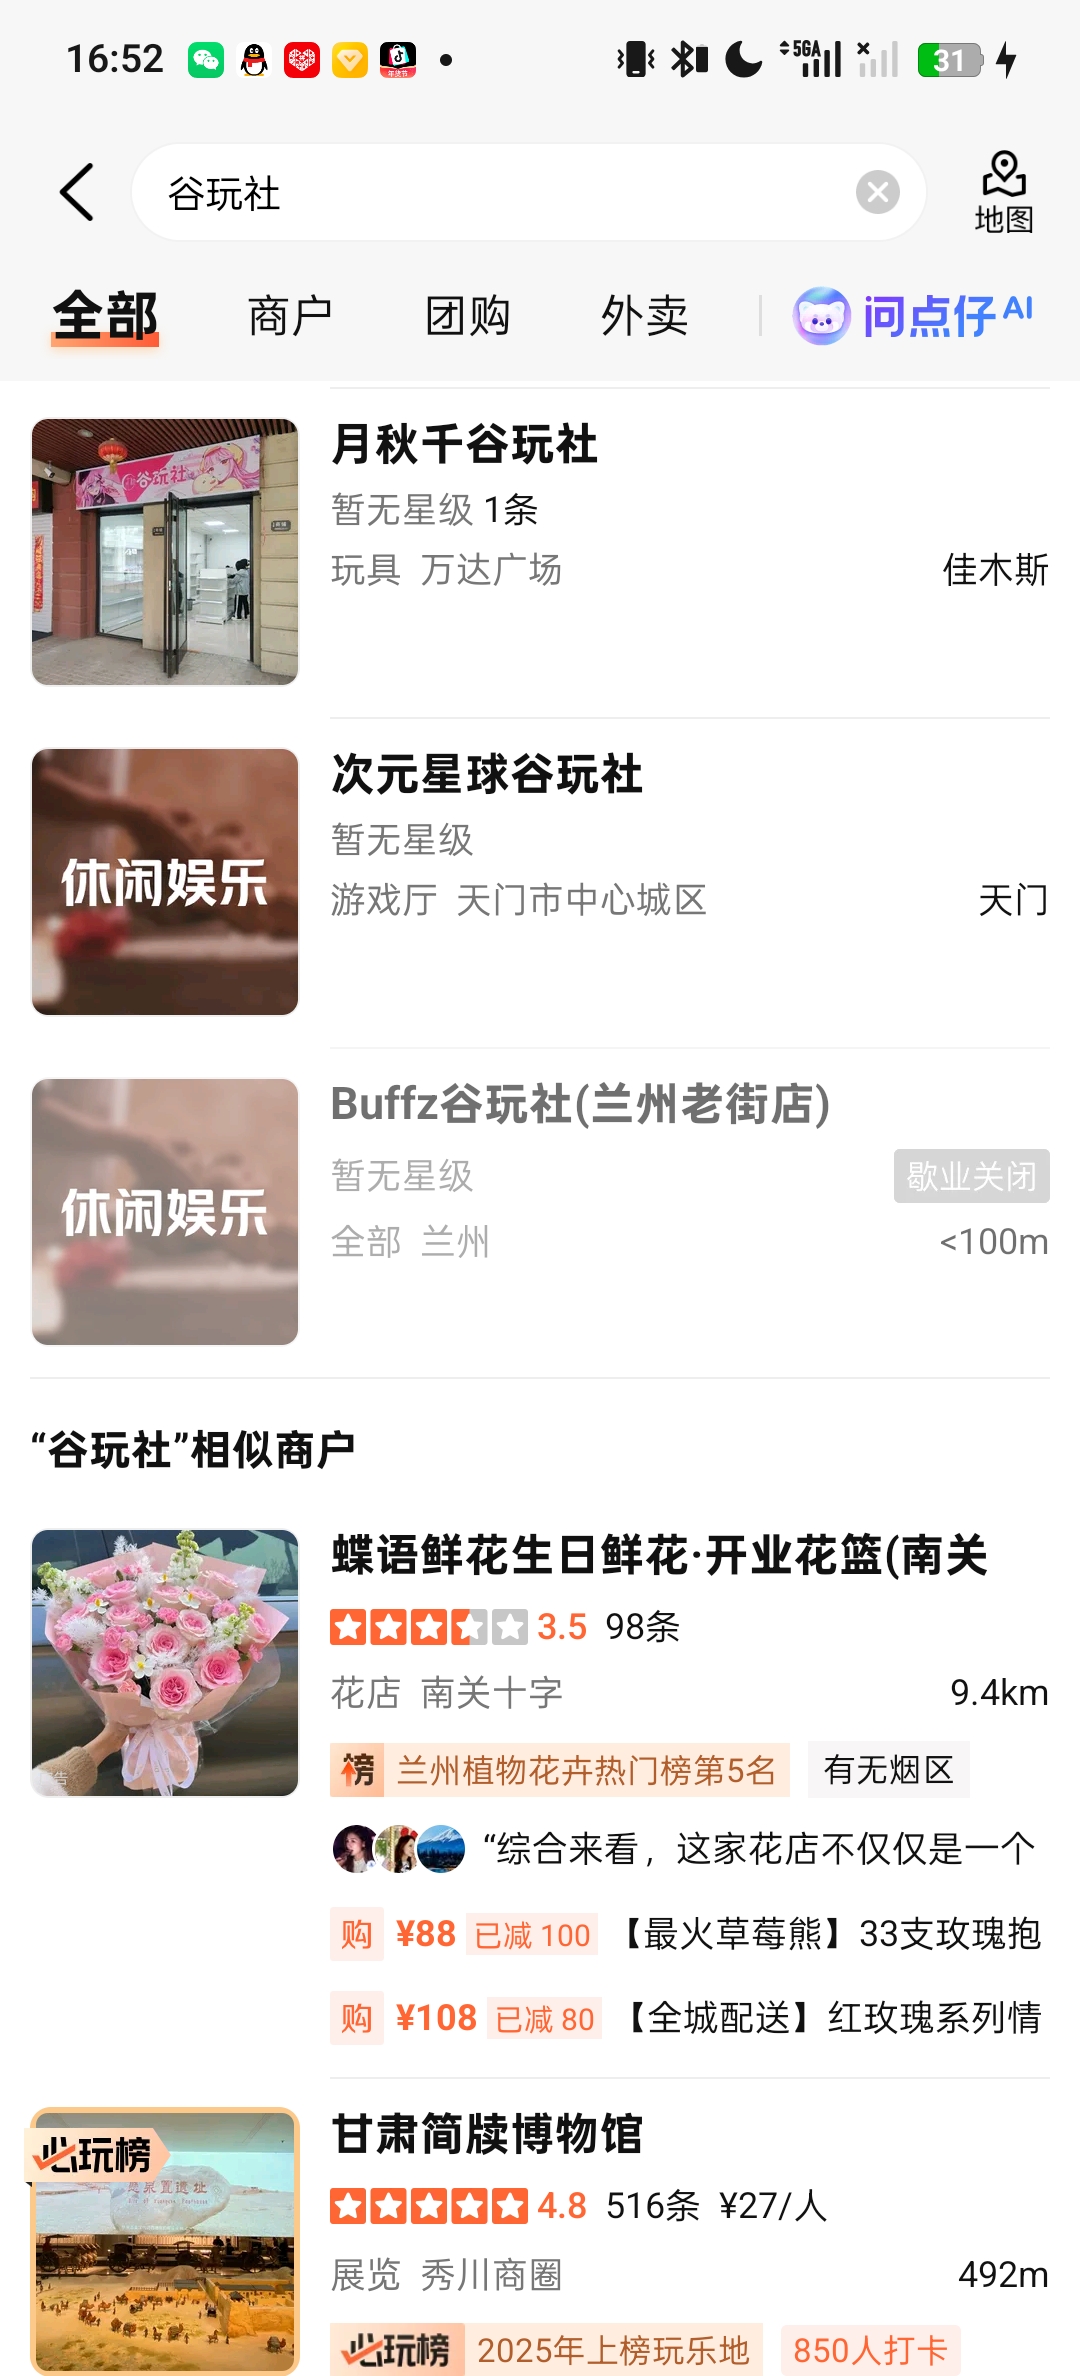 16:52
5GA
31
谷玩社
地图
全部
商户
团购
外卖
问点仔AI
谷玩社
月秋千谷玩社
暂无星级 1条
玩具 万达广场
佳木斯
休闲娱乐
次元星球谷玩社
暂无星级
游戏厅 天门市中心城区
天门
休闲娱乐
Buffz谷玩社(兰州老街店)
暂无星级
歇业关闭
全部 兰州
<100m
“谷玩社”相似商户
蝶语鲜花生日鲜花·开业花篮(南关
3.5 98条
花店 南关十字
9.4km
榜 兰州植物花卉热门榜第5名
有无烟区
“综合来看，这家花店不仅仅是一个
购 ¥88 已减 100 【最火草莓熊】33支玫瑰抱
购 ¥108 已减 80 【全城配送】红玫瑰系列情
必玩榜
甘肃简牍博物馆
4.8 516条 ¥27/人
展览 秀川商圈
492m
必玩榜 2025年上榜玩乐地
850人打卡